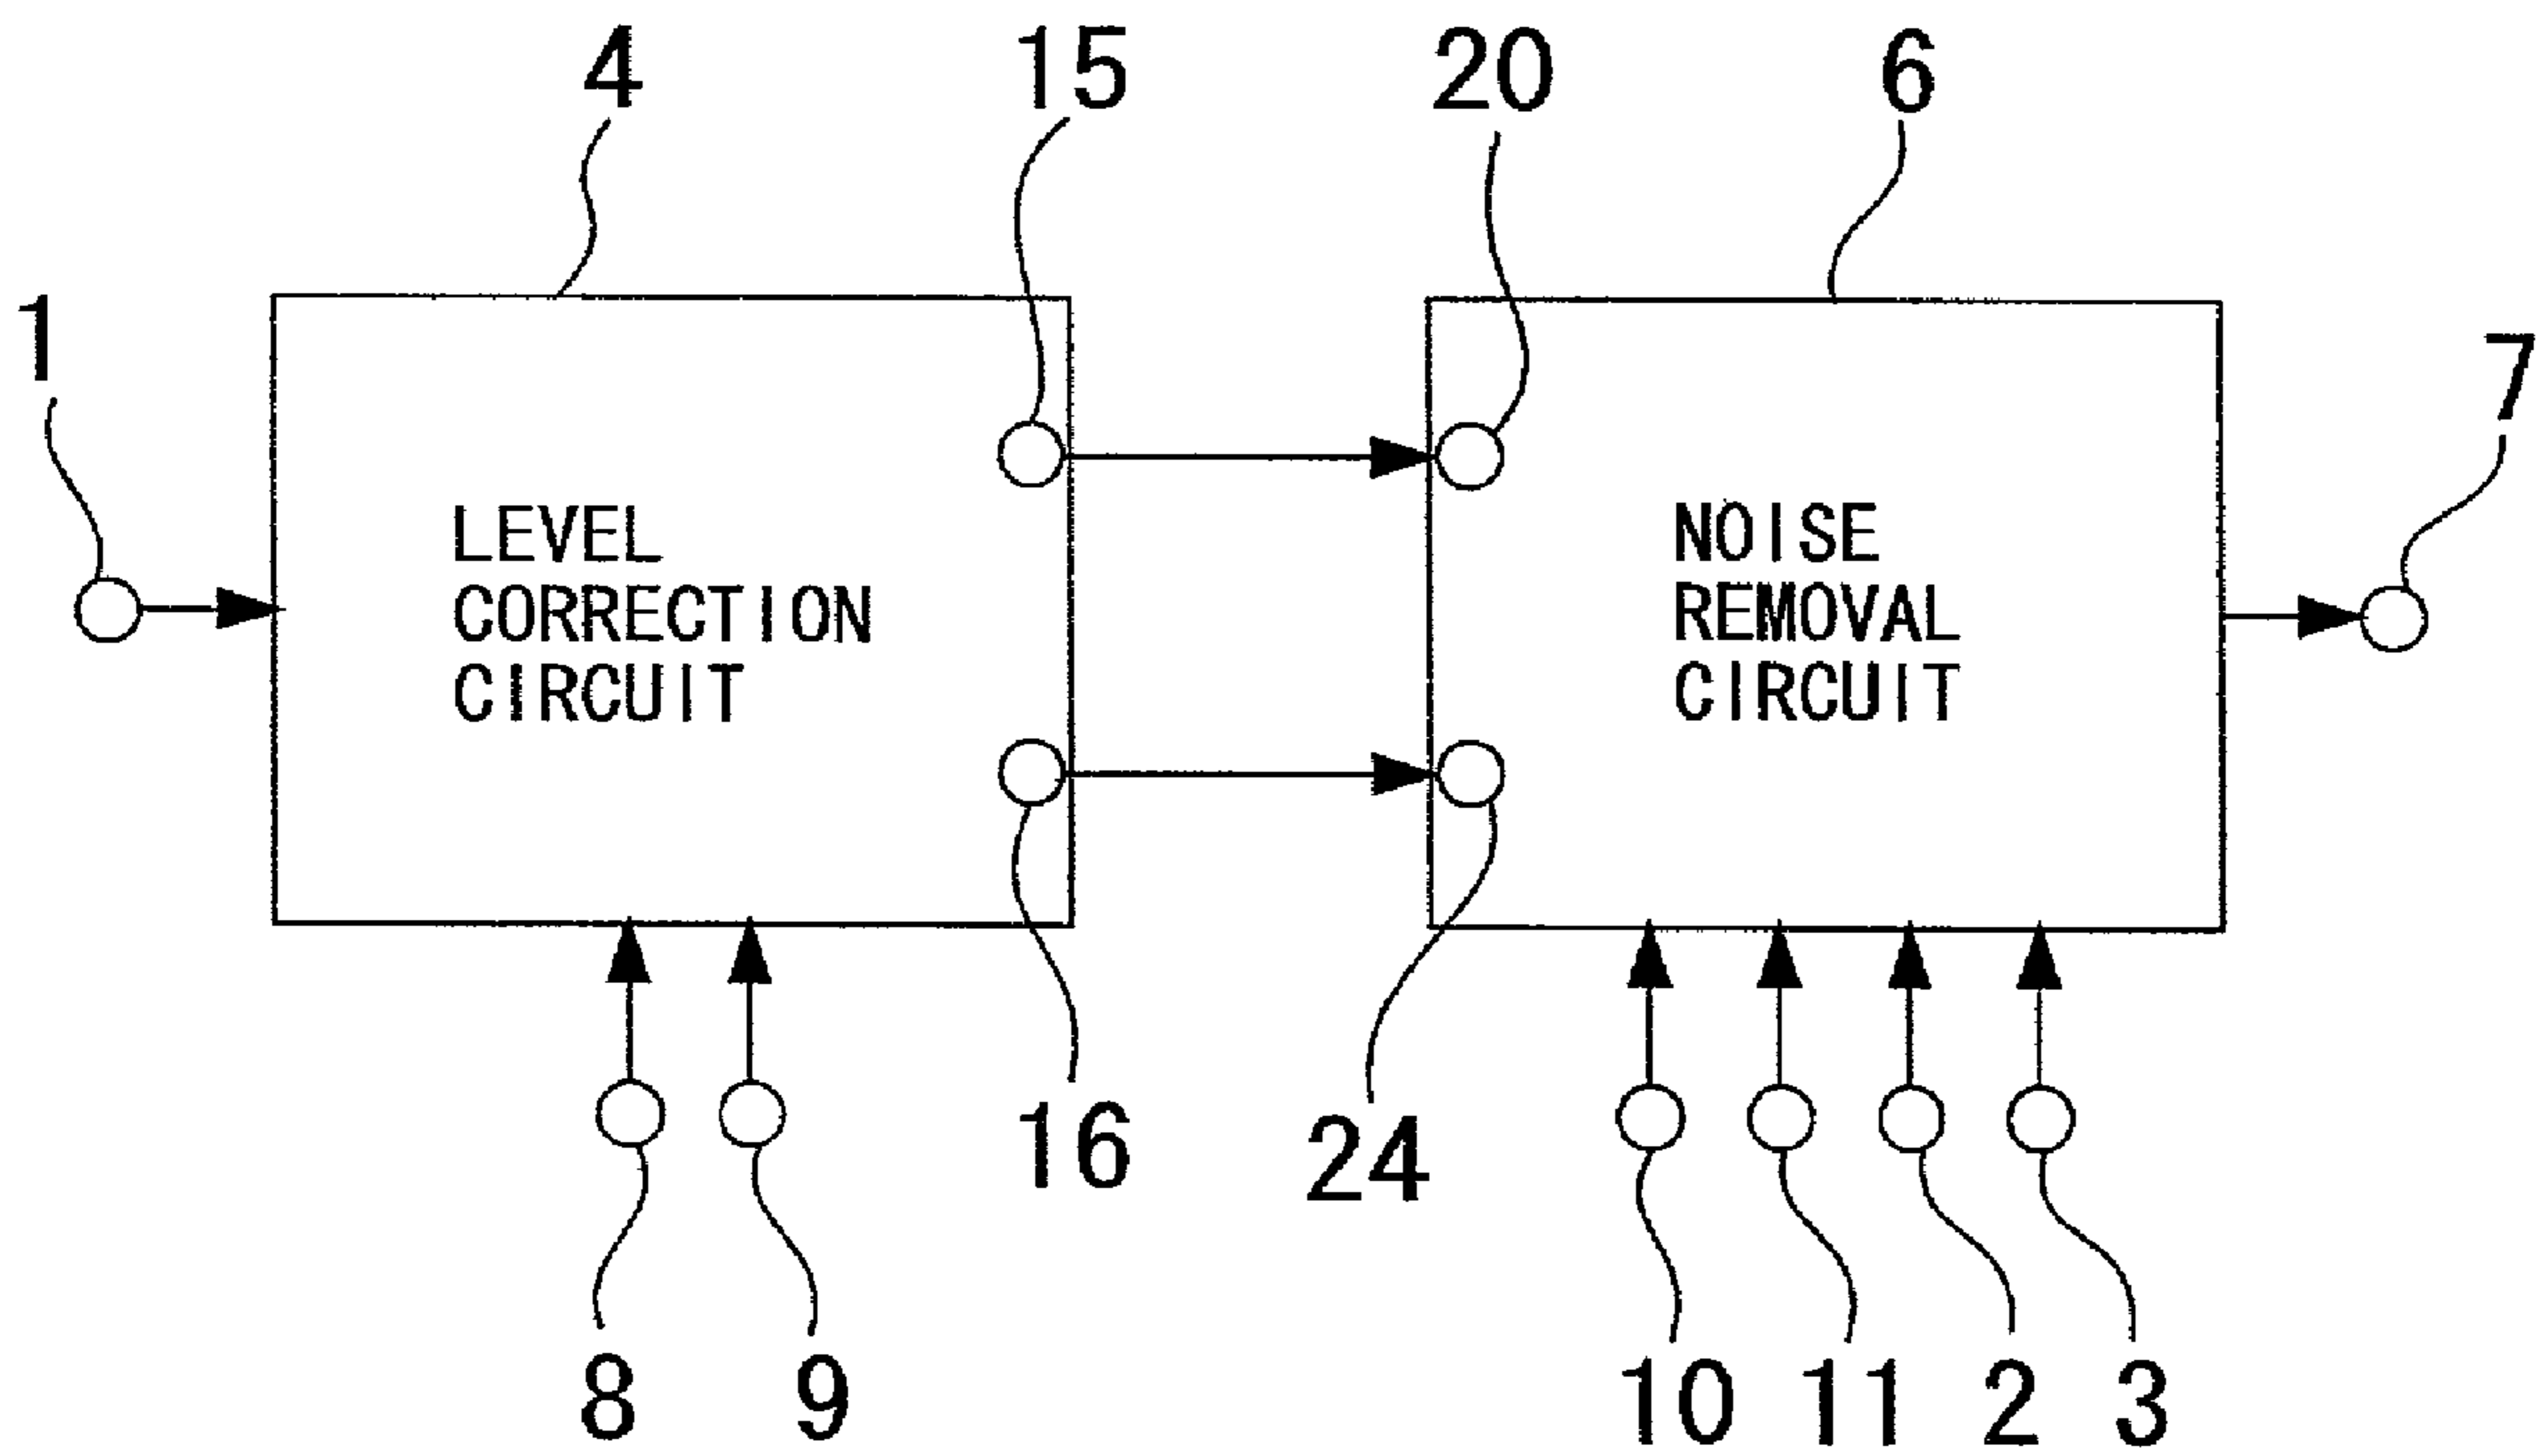 4
15
20
6
1
7
LEVEL
CORRECTION
CIRCUIT
NOISE
REMOVAL
CIRCUIT
16
24
8
9
10
11
2
3